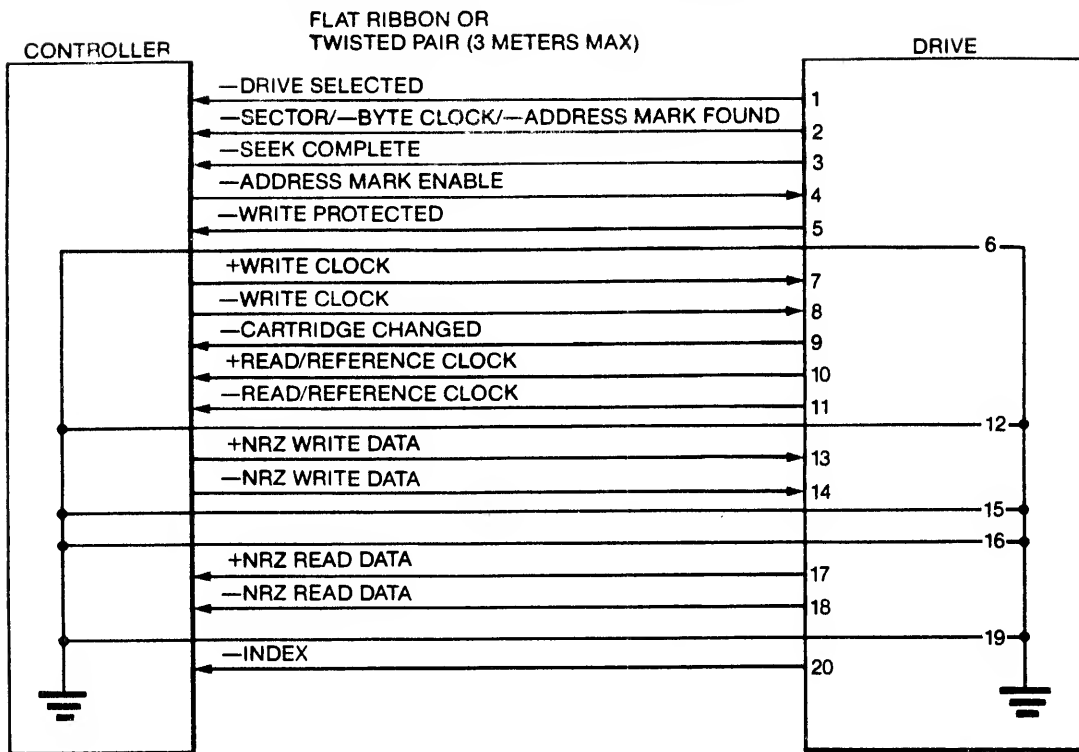 FLAT RIBBON OR
TWISTED PAIR (3 METERS MAX)
CONTROLLER
DRIVE
—DRIVE SELECTED
1
—SECTOR/—BYTE CLOCK/—ADDRESS MARK FOUND
2
—SEEK COMPLETE
3
—ADDRESS MARK ENABLE
4
—WRITE PROTECTED
5
6
+WRITE CLOCK
7
—WRITE CLOCK
8
—CARTRIDGE CHANGED
9
+READ/REFERENCE CLOCK
10
—READ/REFERENCE CLOCK
11
12
+NRZ WRITE DATA
13
—NRZ WRITE DATA
14
15
16
+NRZ READ DATA
17
—NRZ READ DATA
18
19
—INDEX
20